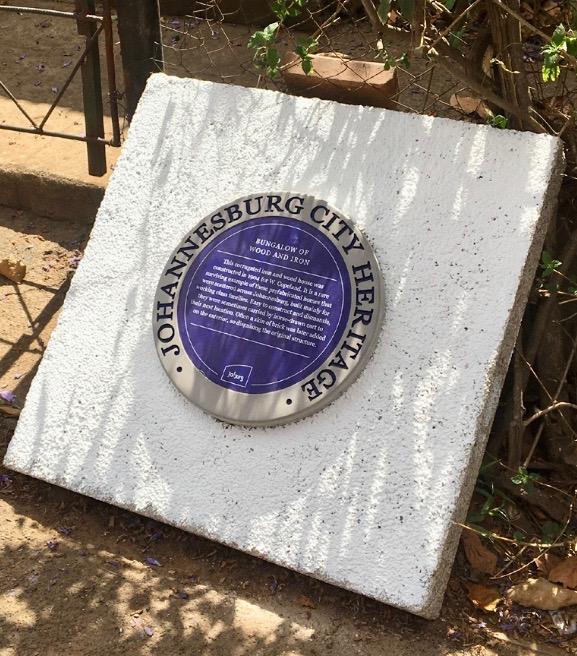 JOHANNESBURG CITY HERITAGE
BUNGALOW OF
WOOD AND IRON
This corrugated iron and wood house was
constructed in 1904 for W. Copeland. It is a rare
surviving example of these prefabricated houses that
were scattered across Johannesburg, built mainly for
working class families. Easy to construct and dismantle,
they were sometimes carried by horse-drawn cart to
their next location. Often a skin of brick was later added
on the exterior, so disguising the original structure.
joburg